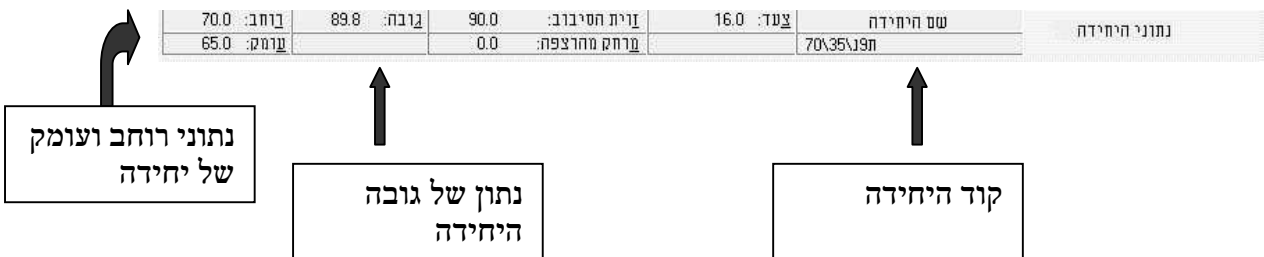 נתוני היחידה
שם היחידה צעד: 16.0 זוית הסיבוב: 90.0 גובה: 89.8 רוחב: 70.0
תפנ\35\70 מרחק מהרצפה: 0.0 עומק: 65.0
קוד היחידה
נתון של גובה
היחידה
נתוני רוחב ועומק
של יחידה